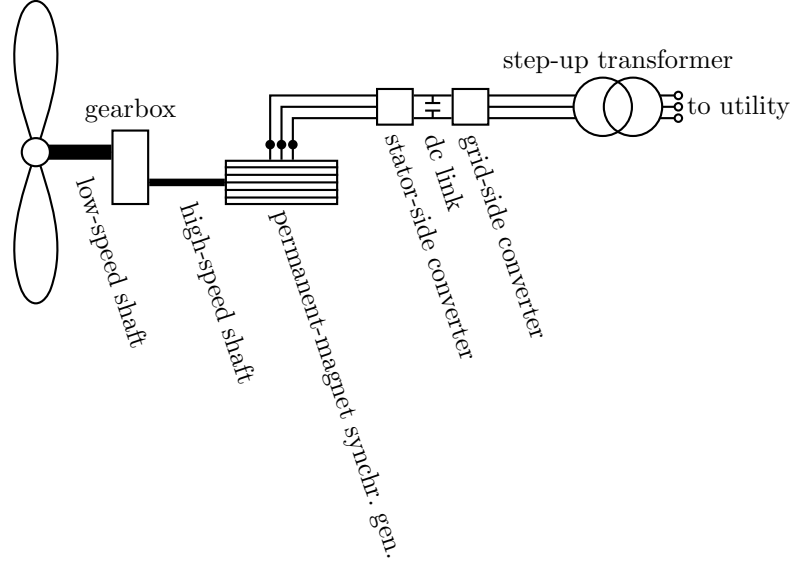 step-up transformer
gearbox
to utility
low-speed shaft
high-speed shaft
permanent-magnet synchr. gen.
stator-side converter
dc link
grid-side converter